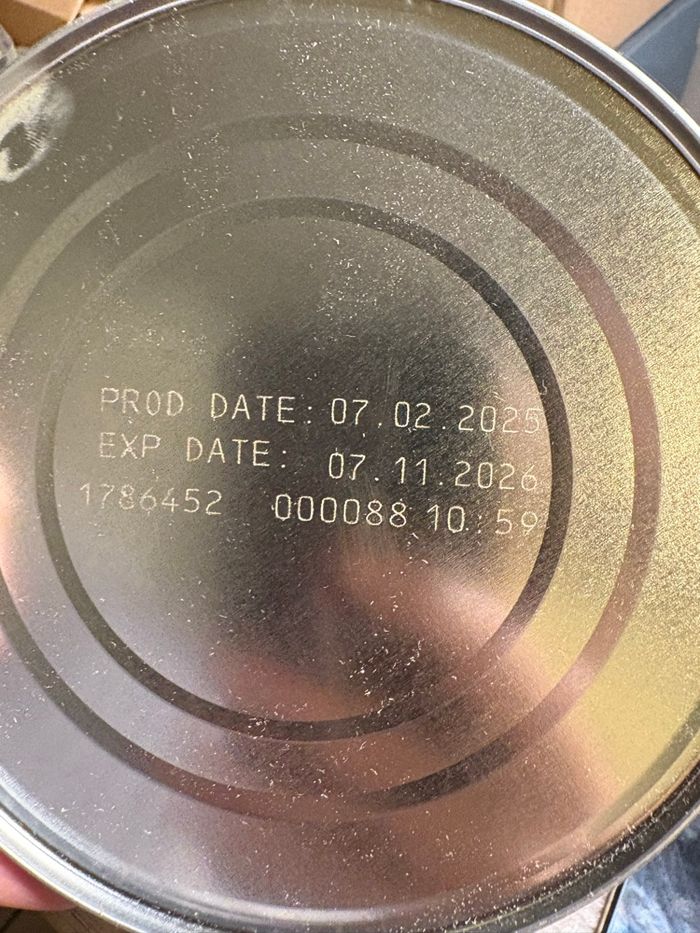 PROD DATE: 07.02.2025
EXP DATE: 07.11.2026
1786452 000088 10:59